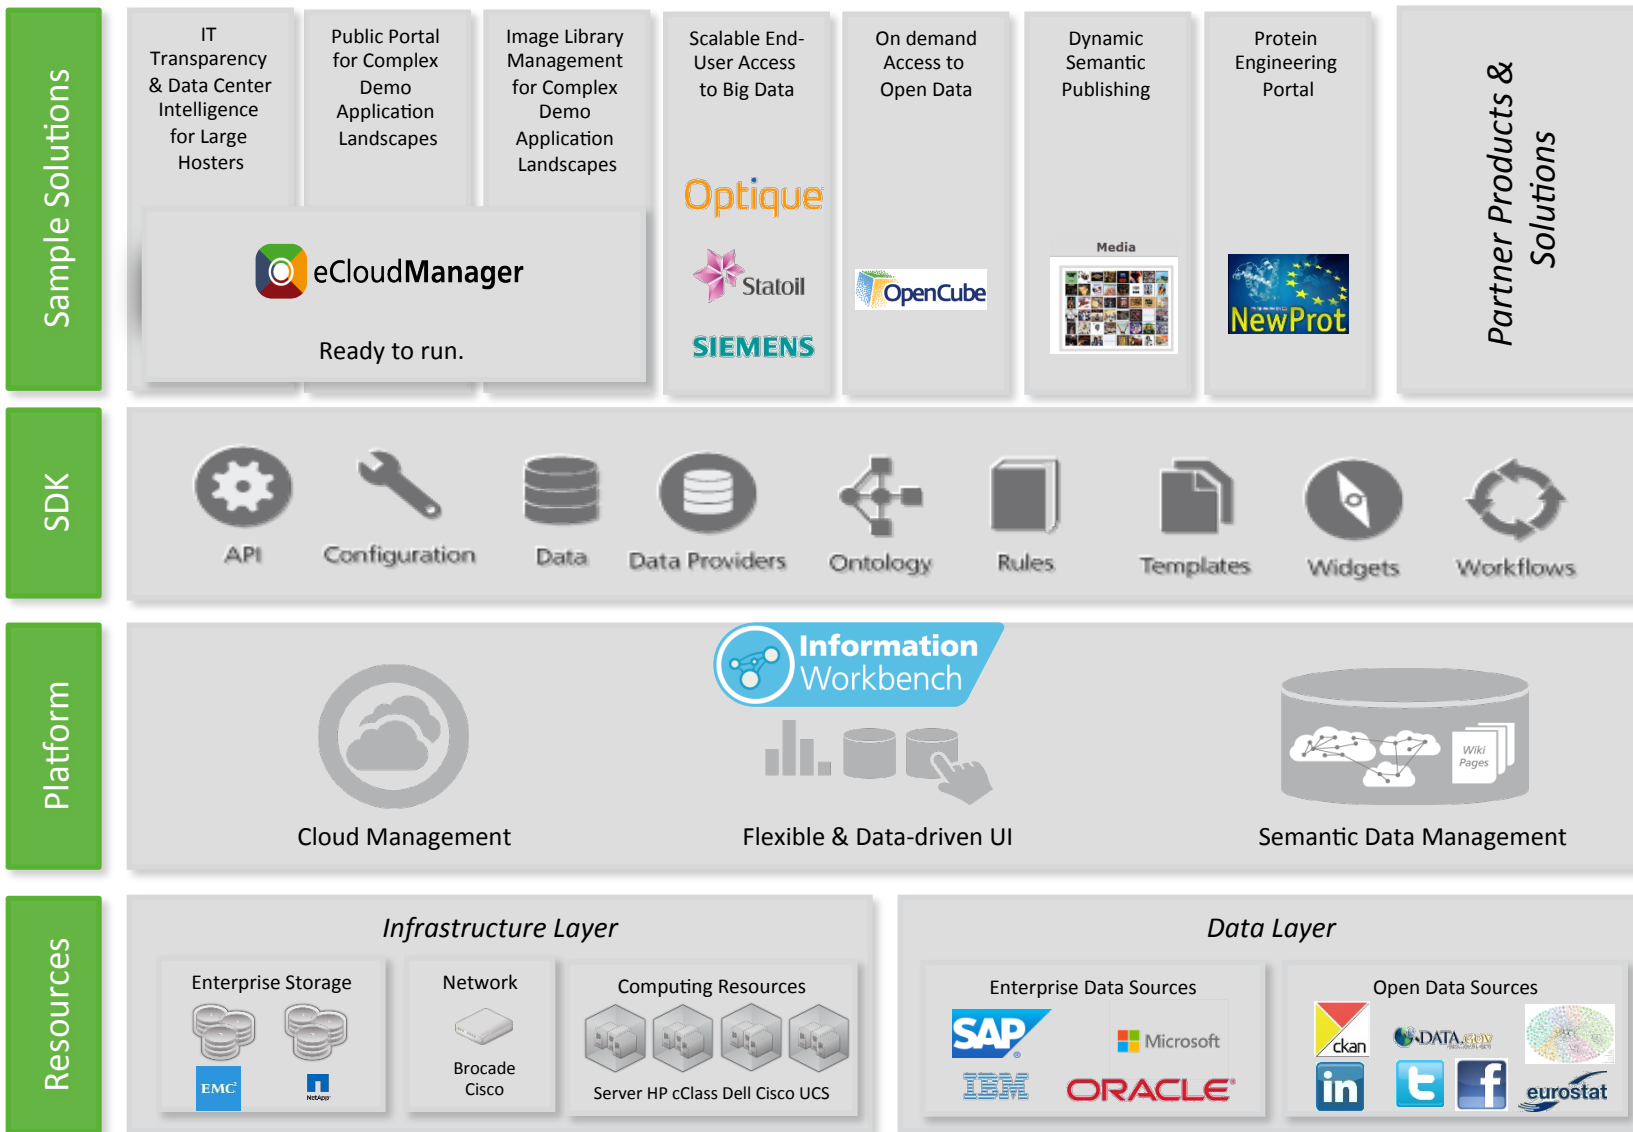 Sample Solutions
IT
Transparency
& Data Center
Intelligence
for Large
Hosters
Public Portal
for Complex
Demo
Application
Landscapes
Image Library
Management
for Complex
Demo
Application
Landscapes
eCloudManager
Ready to run.
Scalable End-
User Access
to Big Data
Optique
Statoil
SIEMENS
On demand
Access to
Open Data
OpenCube
Dynamic
Semantic
Publishing
Media
Protein
Engineering
Portal
NewProt
Partner Products &
Solutions
SDK
API
Configuration
Data
Data Providers
Ontology
Rules
Templates
Widgets
Workflows
Platform
Information
Workbench
Cloud Management
Flexible & Data-driven UI
Wiki
Pages
Semantic Data Management
Resources
Infrastructure Layer
Enterprise Storage
EMC²
NetApp
Network
Brocade
Cisco
Computing Resources
Server HP cClass Dell Cisco UCS
Data Layer
Enterprise Data Sources
SAP
Microsoft
IBM
ORACLE
Open Data Sources
ckan
DATA.GOV
in
t
f
eurostat